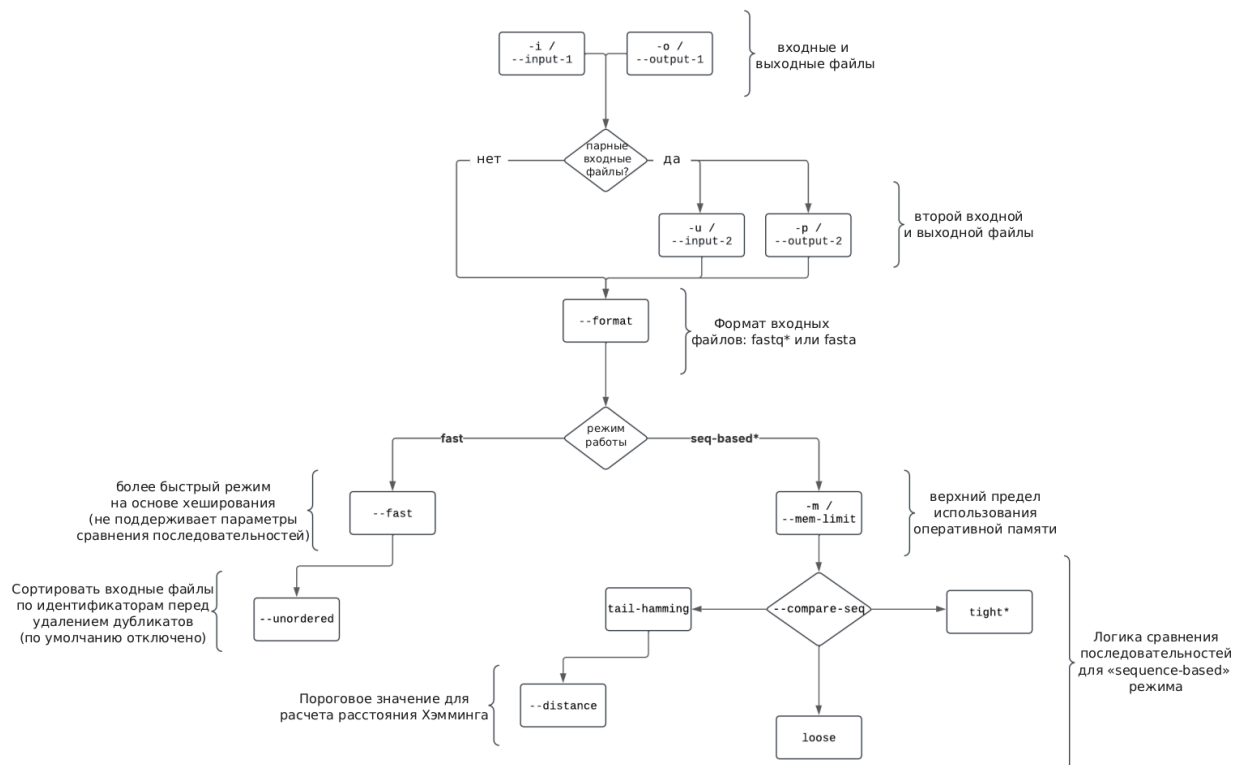 -i /
--input-1
-o /
--output-1
входные и
выходные файлы
парные
входные
файлы?
нет
да
-u /
--input-2
-p /
--output-2
второй входной
и выходной файлы
--format
Формат входных
файлов: fastq* или fasta
режим
работы
fast
seq-based*
более быстрый режим
на основе хеширования
(не поддерживает параметры
сравнения последовательностей)
--fast
-m /
--mem-limit
верхний предел
использования
оперативной памяти
Сортировать входные файлы
по идентификаторам перед
удалением дубликатов
(по умолчанию отключено)
--unordered
tail-hamming
--compare-seq
tight*
Логика сравнения
последовательностей
для «sequence-based»
режима
Пороговое значение для
расчета расстояния Хэмминга
--distance
loose